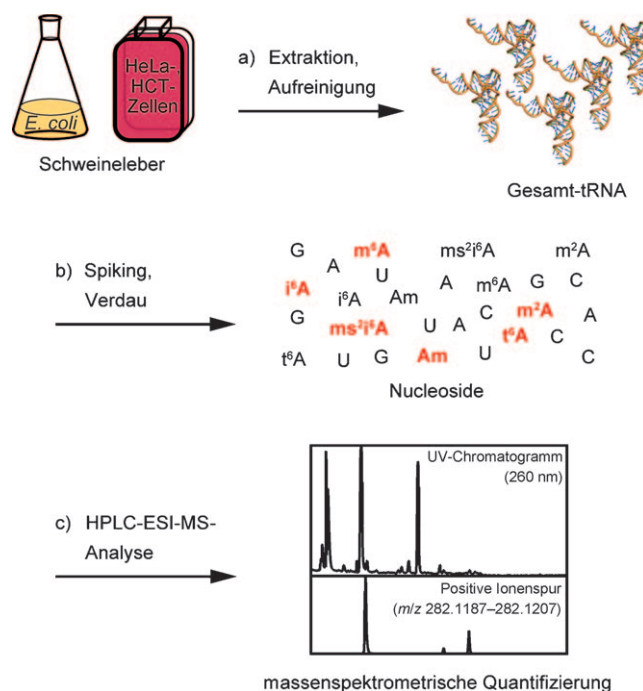 E. coli
HeLa-,
HCT-
Zellen
Schweineleber
a) Extraktion,
Aufreinigung
Gesamt-tRNA
b) Spiking,
Verdau
G m⁶A ms²i⁶A m²A
A U A m⁶A G C
i⁶A i⁶A Am
G C m²A A
ms²i⁶A U A t⁶A C
t⁶A U G Am U C
Nucleoside
c) HPLC-ESI-MS-
Analyse
UV-Chromatogramm
(260 nm)
Positive Ionenspur
(m/z 282.1187–282.1207)
massenspektrometrische Quantifizierung